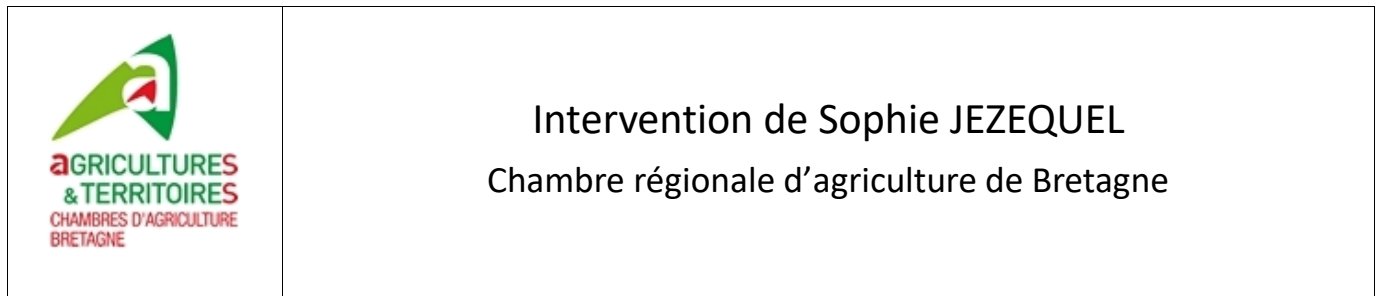 aGRICULTURES
& TERRITOIRES
CHAMBRES D'AGRICULTURE
BRETAGNE
Intervention de Sophie JEZEQUEL
Chambre régionale d’agriculture de Bretagne